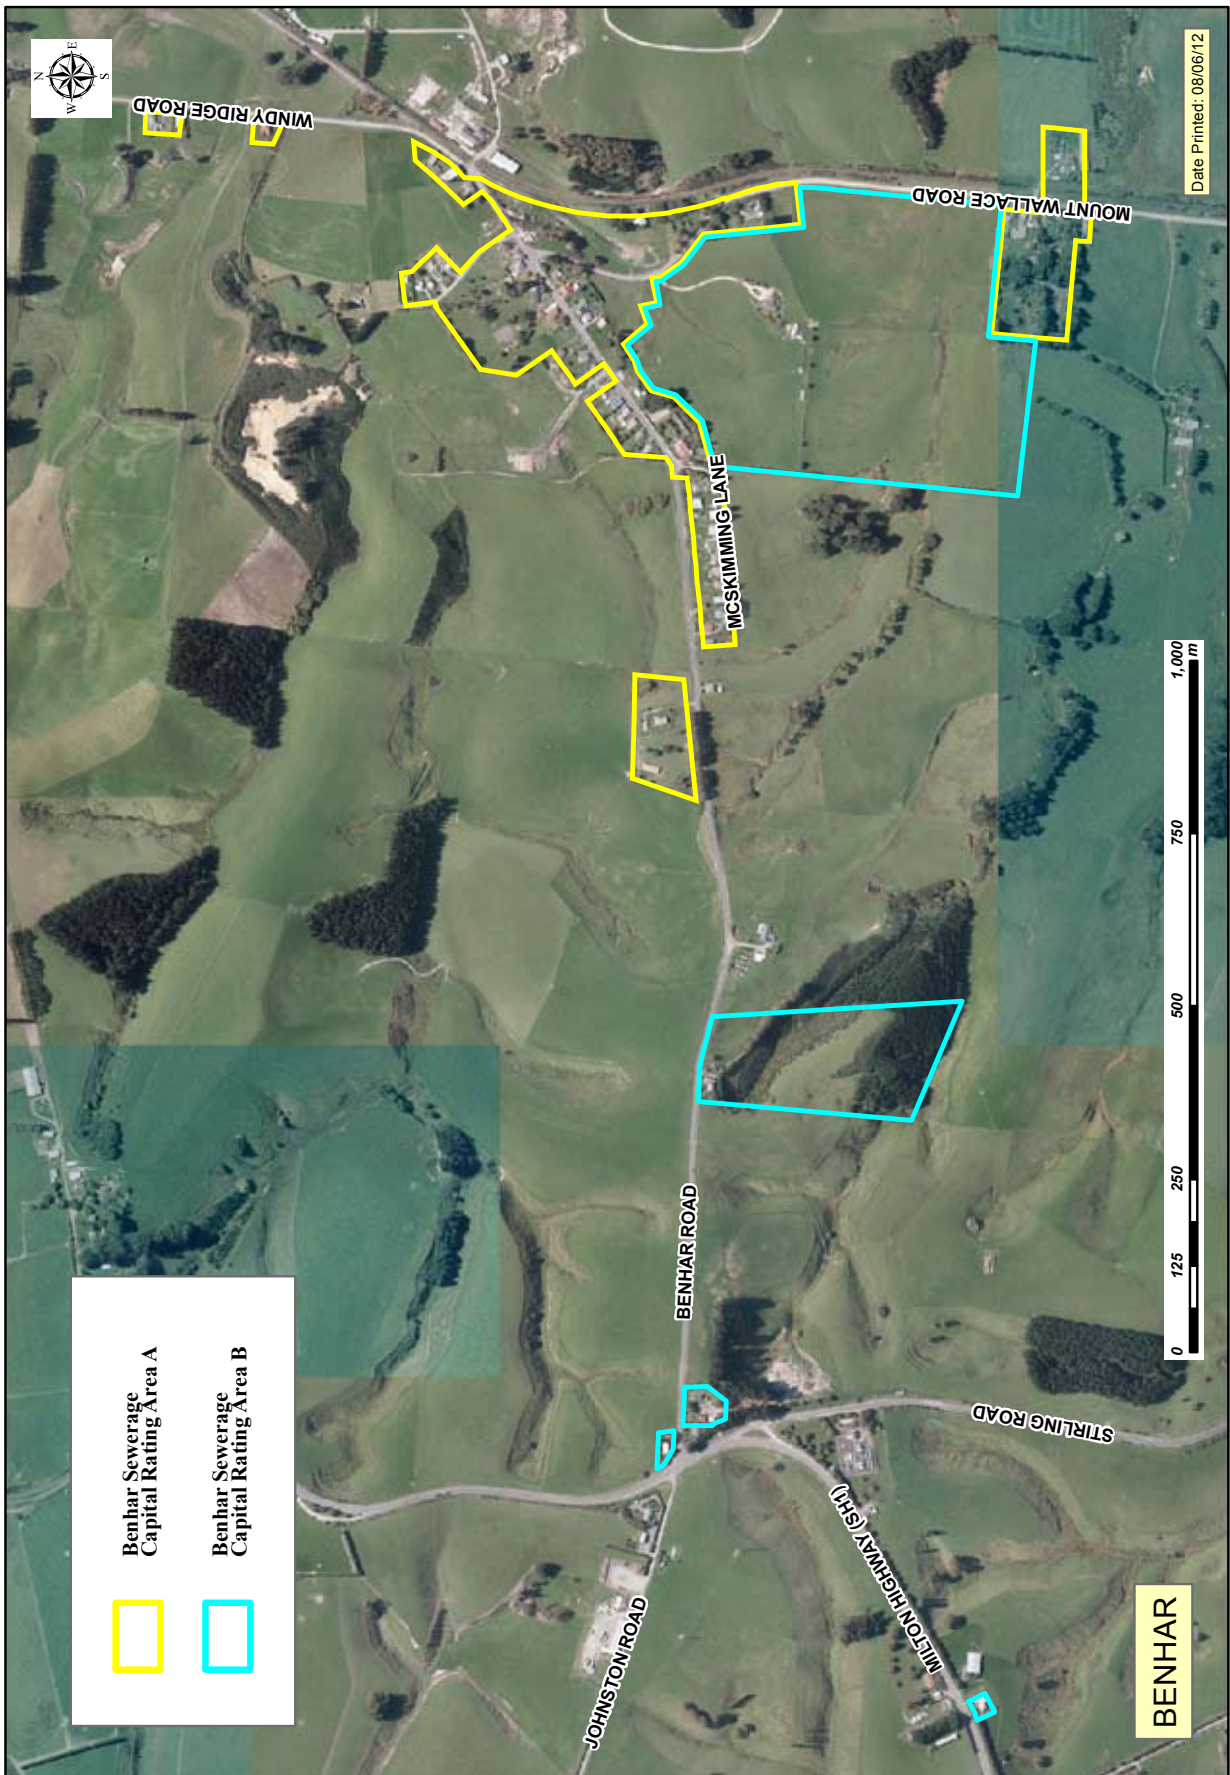 N
W E
S
Benhar Sewerage
Capital Rating Area A
Benhar Sewerage
Capital Rating Area B
WINDY RIDGE ROAD
MOUNT WALLACE ROAD
MCSKIMMING LANE
BENHAR ROAD
JOHNSTON ROAD
MILTON HIGHWAY (SH1)
STIRLING ROAD
BENHAR
0 125 250 500 750 1,000
m
Date Printed: 08/06/12